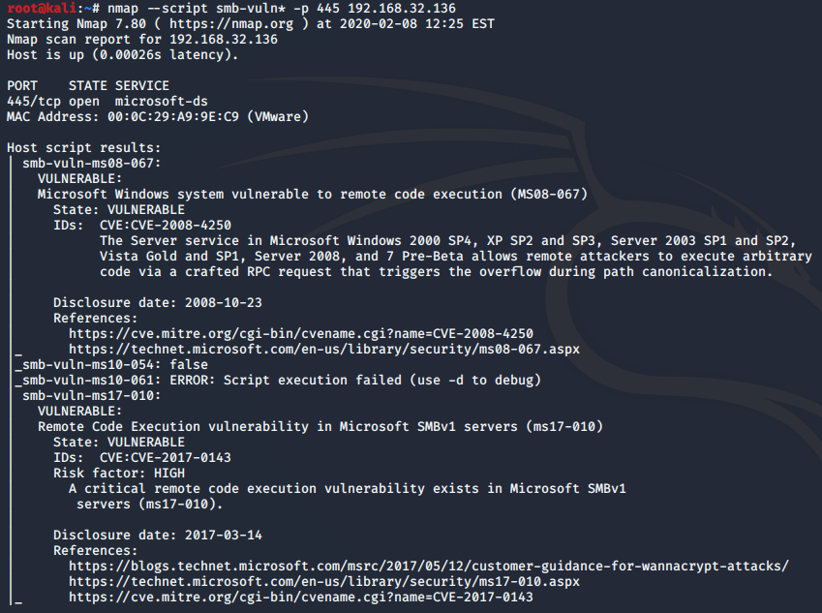 root@kali:~# nmap --script smb-vuln* -p 445 192.168.32.136
Starting Nmap 7.80 ( https://nmap.org ) at 2020-02-08 12:25 EST
Nmap scan report for 192.168.32.136
Host is up (0.00026s latency).

PORT    STATE SERVICE
445/tcp open  microsoft-ds
MAC Address: 00:0C:29:A9:9E:C9 (VMware)

Host script results:
| smb-vuln-ms08-067:
|   VULNERABLE:
|   Microsoft Windows system vulnerable to remote code execution (MS08-067)
|     State: VULNERABLE
|     IDs:  CVE:CVE-2008-4250
|           The Server service in Microsoft Windows 2000 SP4, XP SP2 and SP3, Server 2003 SP1 and SP2,
|           Vista Gold and SP1, Server 2008, and 7 Pre-Beta allows remote attackers to execute arbitrary
|           code via a crafted RPC request that triggers the overflow during path canonicalization.
|
|     Disclosure date: 2008-10-23
|     References:
|       https://cve.mitre.org/cgi-bin/cvename.cgi?name=CVE-2008-4250
|_      https://technet.microsoft.com/en-us/library/security/ms08-067.aspx
|_smb-vuln-ms10-054: false
|_smb-vuln-ms10-061: ERROR: Script execution failed (use -d to debug)
| smb-vuln-ms17-010:
|   VULNERABLE:
|   Remote Code Execution vulnerability in Microsoft SMBv1 servers (ms17-010)
|     State: VULNERABLE
|     IDs:  CVE:CVE-2017-0143
|     Risk factor: HIGH
|       A critical remote code execution vulnerability exists in Microsoft SMBv1
|        servers (ms17-010).
|
|     Disclosure date: 2017-03-14
|     References:
|       https://blogs.technet.microsoft.com/msrc/2017/05/12/customer-guidance-for-wannacrypt-attacks/
|       https://technet.microsoft.com/en-us/library/security/ms17-010.aspx
|_      https://cve.mitre.org/cgi-bin/cvename.cgi?name=CVE-2017-0143